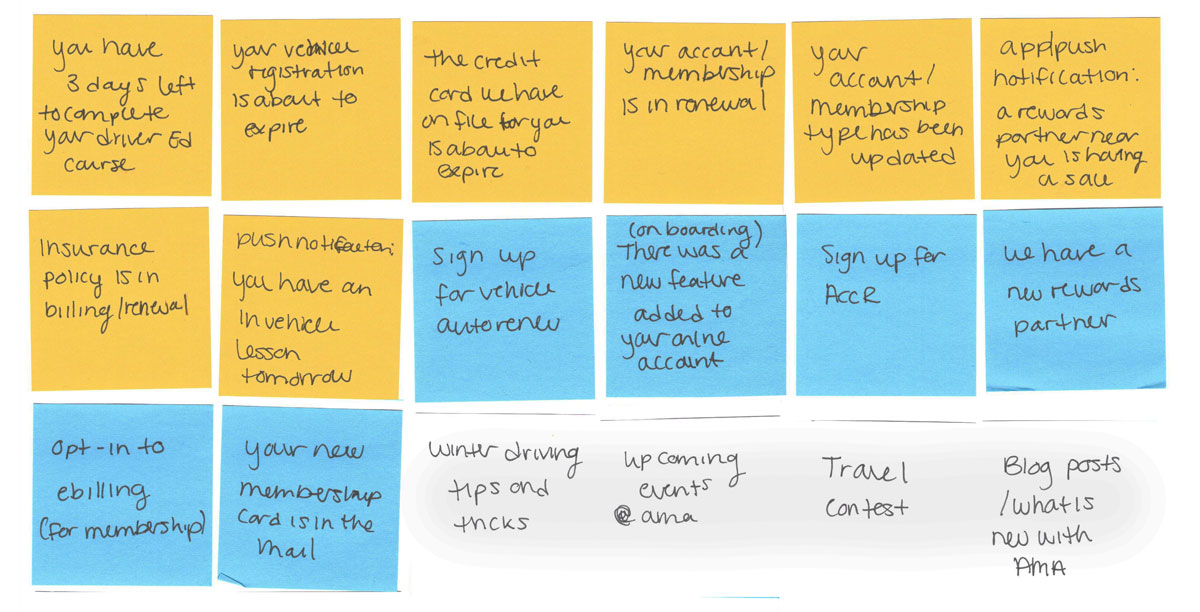 you have
3 days left
to complete
your driver Ed
course
your vehicle
registration
is about to
expire
the credit
card we have
on file for you
is about to
expire
your account/
membership
is in renewal
your
account/
membership
type has been
updated
app/push
notification:
a rewards
partner near
you is having
a sale
Insurance
policy is in
billing/renewal
push notification:
you have an
in vehicle
lesson
tomorrow
Sign up
for vehicle
autorenew
(on boarding)
There was a
new feature
added to
your online
account
Sign up for
AccR
we have a
new rewards
partner
opt-in to
ebilling
(for membership)
your new
membership
card is in the
mail
winter driving
tips and
tricks
upcoming
events
@ ama
Travel
contest
Blog posts
/what is
new with
AMA